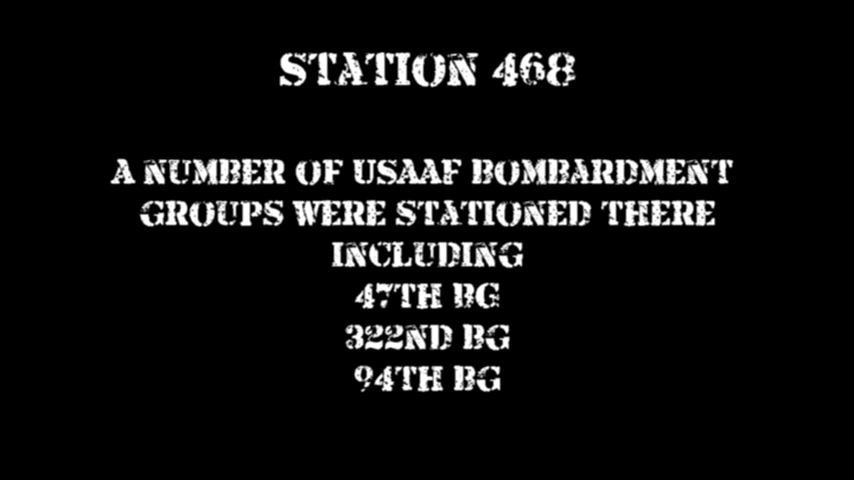 STATION 468
A NUMBER OF USAAF BOMBARDMENT
GROUPS WERE STATIONED THERE
INCLUDING
47TH BG
322ND BG
94TH BG